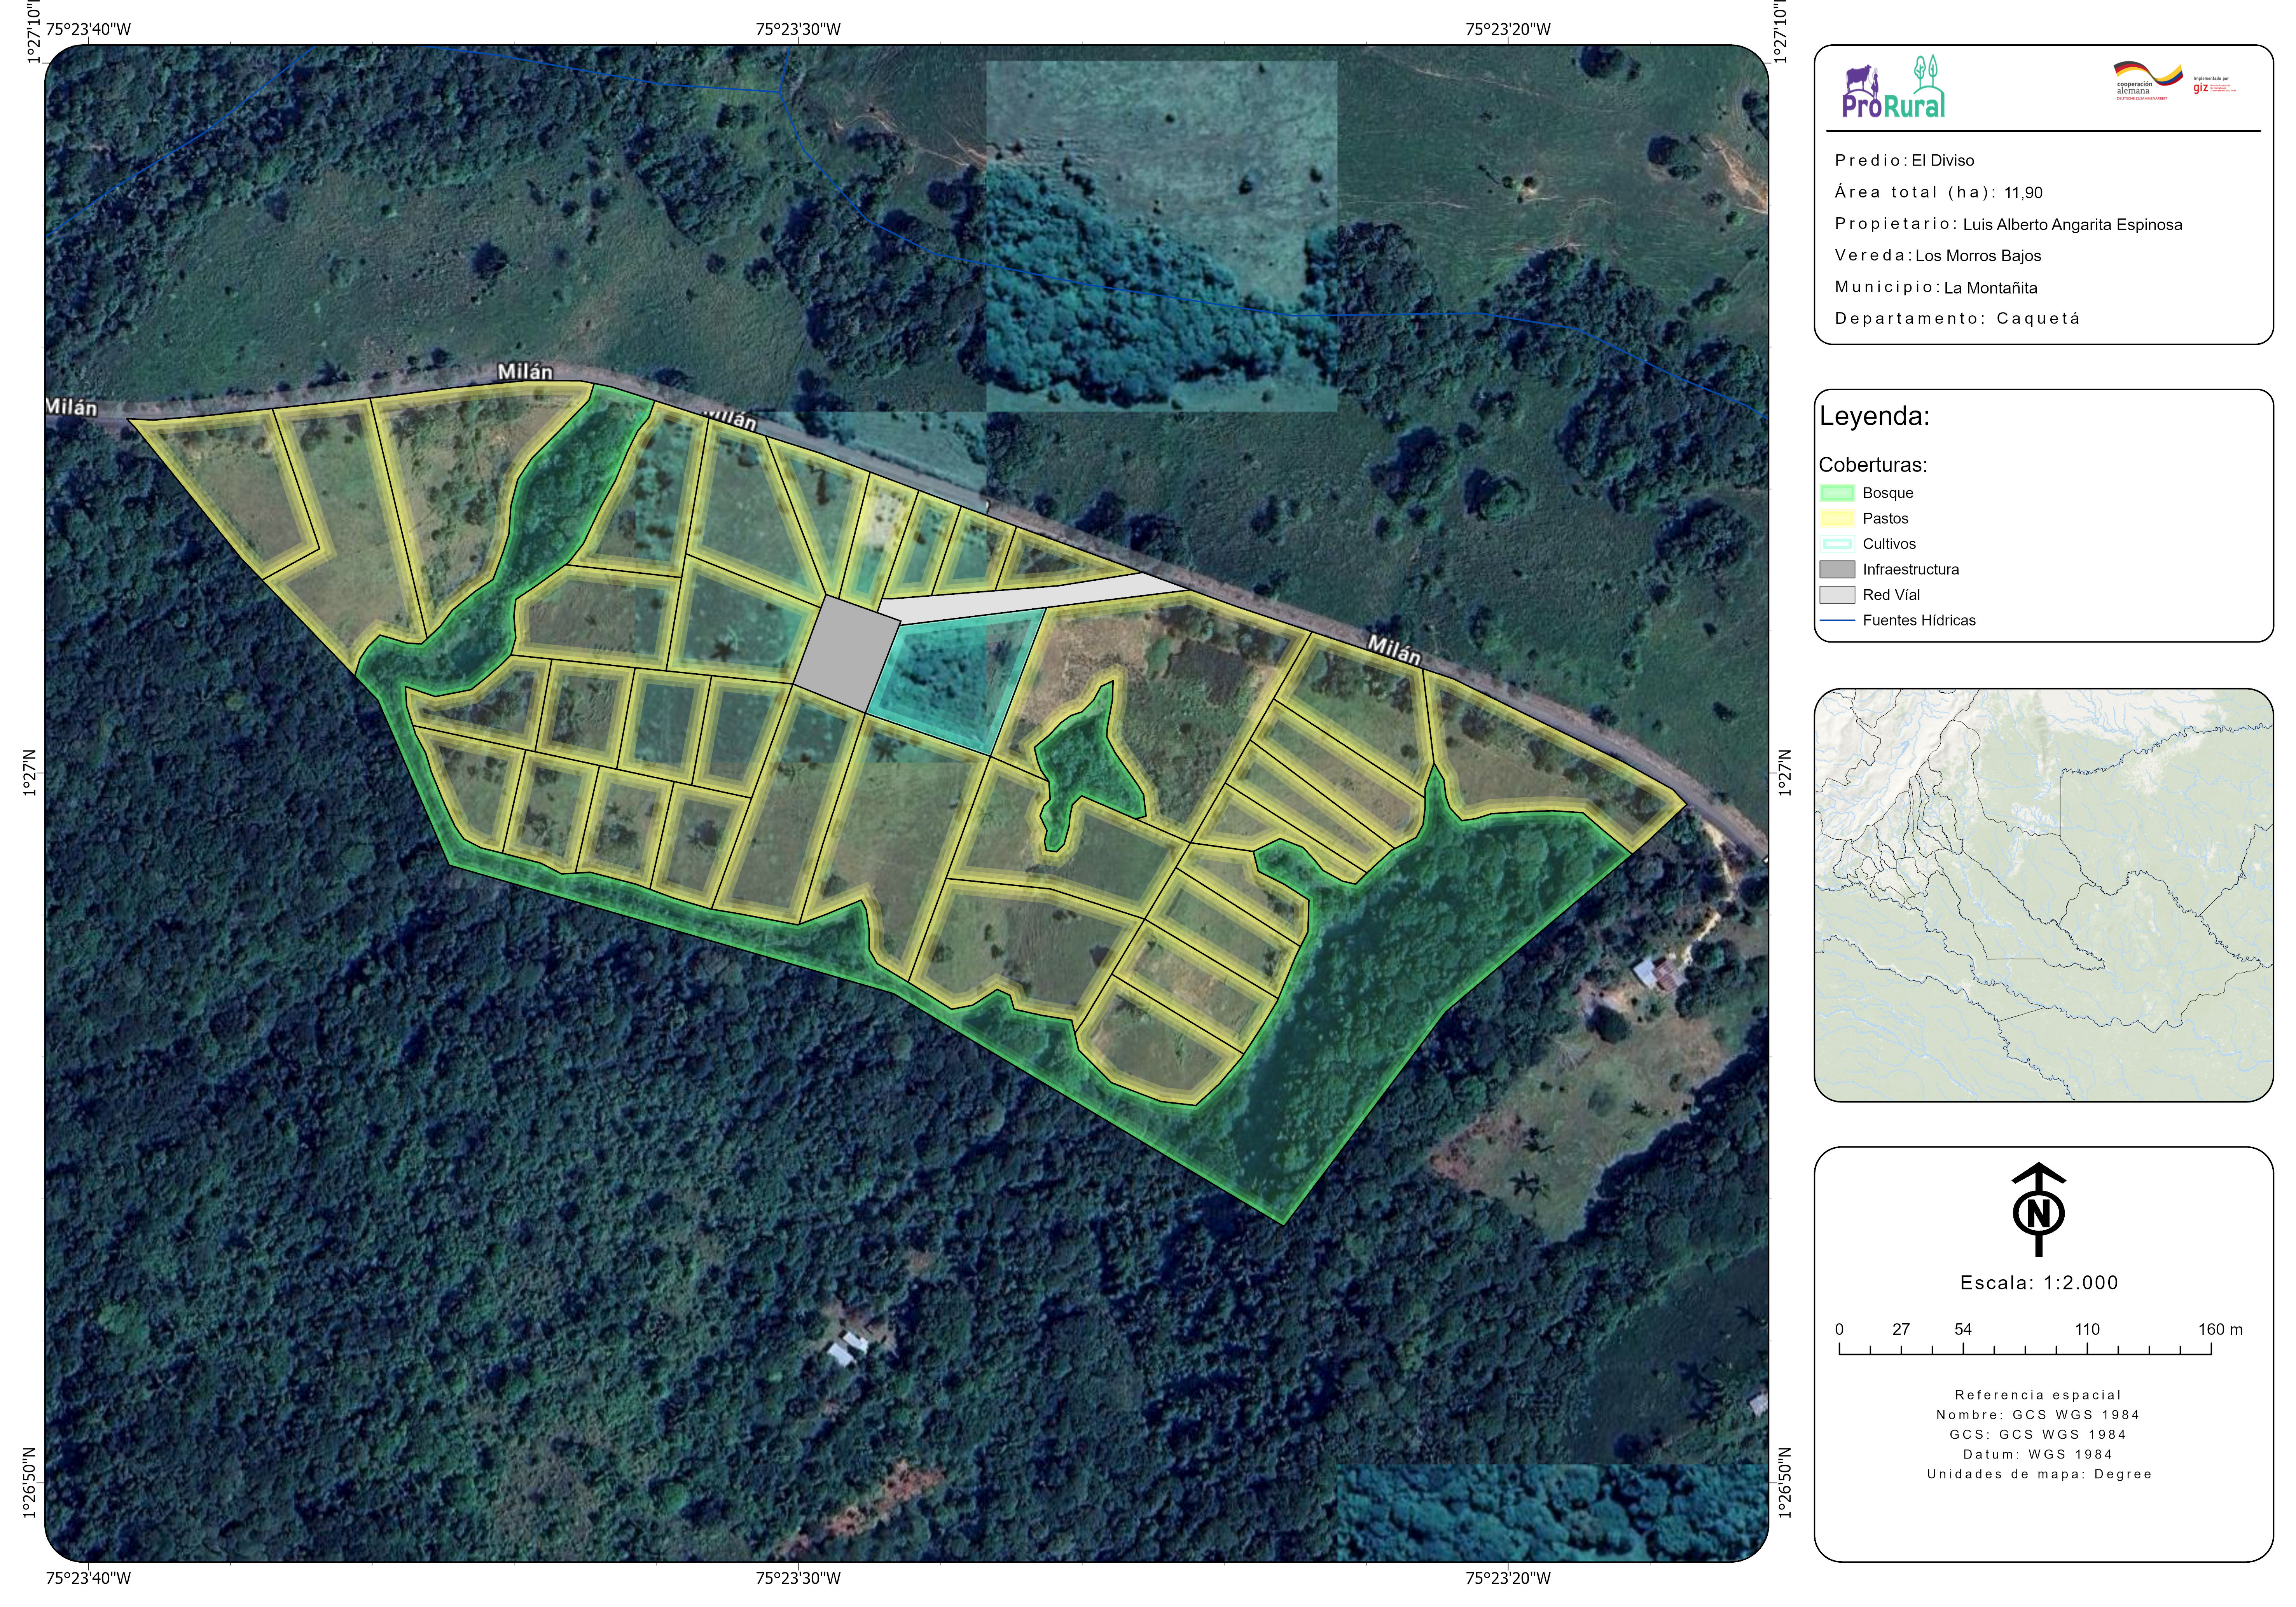 75°23'40"W
75°23'30"W
75°23'20"W
1°27'10"N
1°27'10"N
Milán
Milán
Milán
Milán
1°27'N
1°27'N
1°26'50"N
1°26'50"N
75°23'40"W
75°23'30"W
75°23'20"W
ProRural
cooperación
alemana
DEUTSCHE ZUSAMMENARBEIT
Implementada por
giz
Predio: El Diviso
Área total (ha): 11,90
Propietario: Luis Alberto Angarita Espinosa
Vereda: Los Morros Bajos
Municipio: La Montañita
Departamento: Caquetá
Leyenda:
Coberturas:
Bosque
Pastos
Cultivos
Infraestructura
Red Víal
Fuentes Hídricas
N
Escala: 1:2.000
0 27 54 110 160 m
Referencia espacial
Nombre: GCS WGS 1984
GCS: GCS WGS 1984
Datum: WGS 1984
Unidades de mapa: Degree